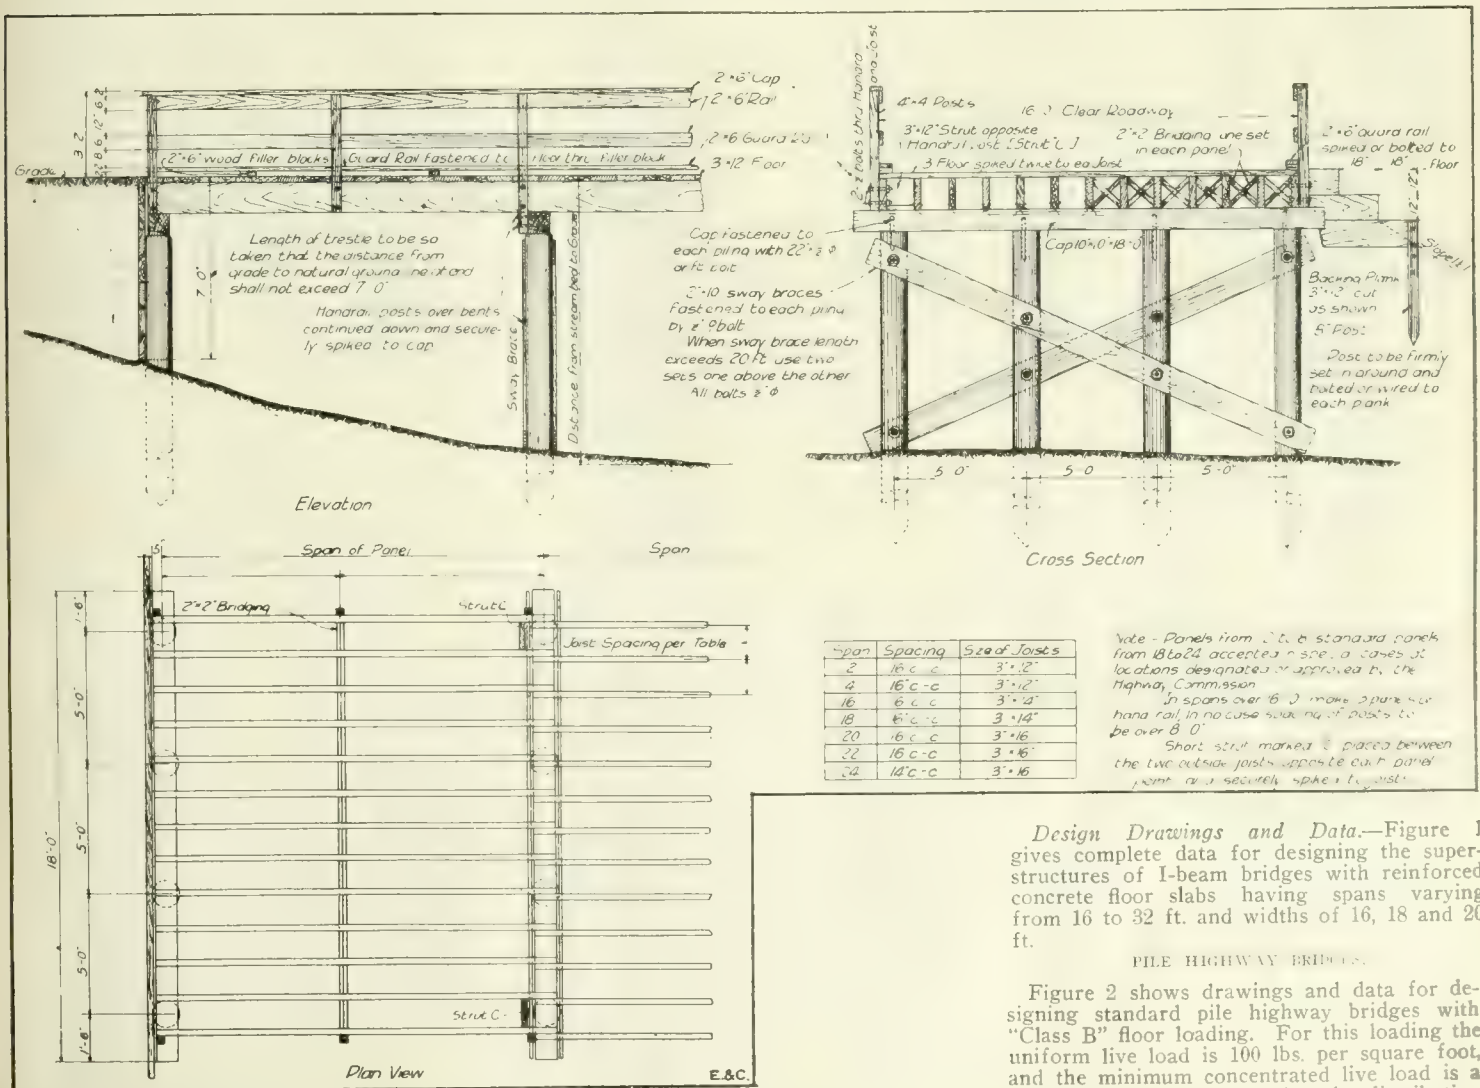 2"×6" Cap
2"×6" Rail
2×6 Guard
3×12 Floor
3 2
2"×6" wood Filler blocks
Guard Rail Fastened to Floor thru Filler block
Grade
Length of trestle to be so
taken that the distance from
grade to natural ground end
shall not exceed 7'0"
7'0"
Handrail posts over bents
continued down and secure-
ly spiked to cap
Sway Brace
Distance from stream bed to Grade
Elevation
bolts thru Handra
and Joist
4"×4 Posts
16 Clear Roadway
3"×12" Strut opposite
Handrail Post [Strut C]
2"×2" Bridging one set
in each panel
3 Floor spiked twice to ea Joist
2×6 Guard rail
spiked or bolted to
18" 18" floor
Cap fastened to
each piling with 22"
bolt
Cap 10" 18'0"
×10 sway braces
Fastened to each piling
by bolt
When sway brace length
exceeds 20 ft use two
sets one above the other
All bolts
Backing Plank
3"×12" cut
as shown
Post
Post to be firmly
set in ground and
bolted or wired to
each plank
2"-12"
Slope
5'-0" 5-0 5-0"
Cross Section
Span of Panel Span
2"×2" Bridging
Strut C
Joist Spacing per Table
1'-6"
5-0"
5-0"
5-0"
1'-6"
18'-0"
Strut C
Plan View
E.&C.
Span Spacing Size of Joists
2 16 c-c 3"×12"
4 16"c-c 3"×12"
16 6 c c 3"×14"
18 6"c-c 3×14"
20 16 c c 3"×16
22 16 c-c 3×16
24 14"c-c 3"×16
Note - Panels from standard panels
from 18 to 24 accepted cases at
locations designated or approved by the
Highway Commission
In spans over make
hand rail, in no case spacing of posts to
be over 8'0"
Short strut marked placed between
the two outside joists opposite each panel
point and securely spiked to joist
Design Drawings and Data.—Figure 1
gives complete data for designing the super-
structures of I-beam bridges with reinforced
concrete floor slabs having spans varying
from 16 to 32 ft. and widths of 16, 18 and 20
ft.
PILE HIGHWAY BRIDGES.
Figure 2 shows drawings and data for de-
signing standard pile highway bridges with
"Class B" floor loading. For this loading the
uniform live load is 100 lbs. per square foot,
and the minimum concentrated live load is a